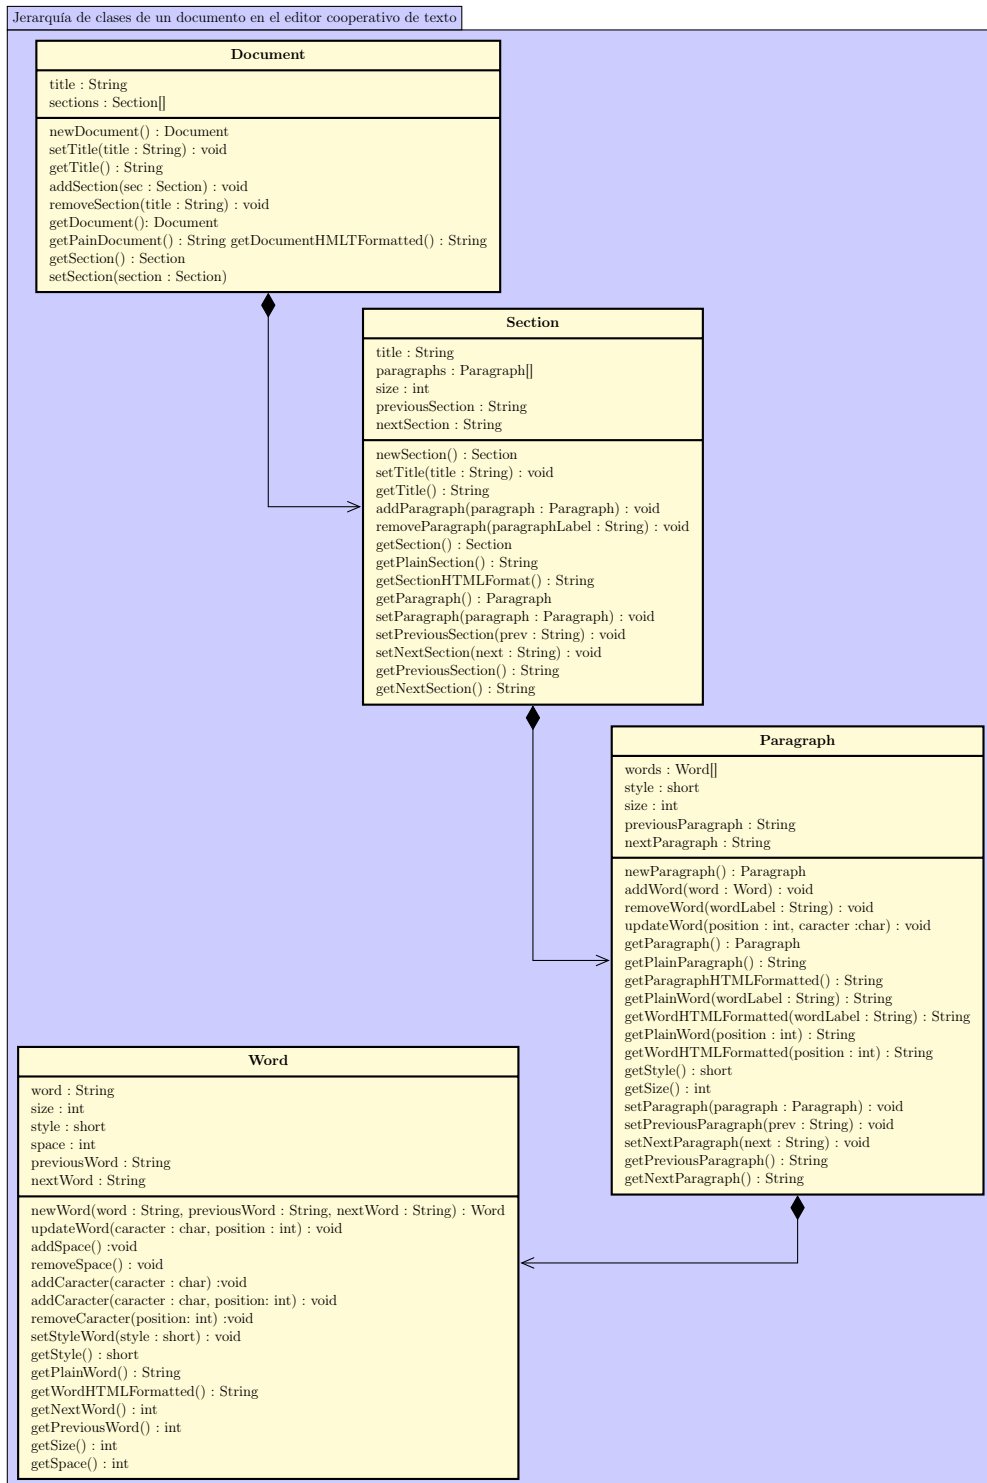 Jerarquía de clases de un documento en el editor cooperativo de texto
Document
title : String
sections : Section[]
newDocument() : Document
setTitle(title : String) : void
getTitle() : String
addSection(sec : Section) : void
removeSection(title : String) : void
getDocument(): Document
getPainDocument() : String getDocumentHMLTFormatted() : String
getSection() : Section
setSection(section : Section)
Section
title : String
paragraphs : Paragraph[]
size : int
previousSection : String
nextSection : String
newSection() : Section
setTitle(title : String) : void
getTitle() : String
addParagraph(paragraph : Paragraph) : void
removeParagraph(paragraphLabel : String) : void
getSection() : Section
getPlainSection() : String
getSectionHTMLFormat() : String
getParagraph() : Paragraph
setParagraph(paragraph : Paragraph) : void
setPreviousSection(prev : String) : void
setNextSection(next : String) : void
getPreviousSection() : String
getNextSection() : String
Paragraph
words : Word[]
style : short
size : int
previousParagraph : String
nextParagraph : String
newParagraph() : Paragraph
addWord(word : Word) : void
removeWord(wordLabel : String) : void
updateWord(position : int, caracter :char) : void
getParagraph() : Paragraph
getPlainParagraph() : String
getParagraphHTMLFormatted() : String
getPlainWord(wordLabel : String) : String
getWordHTMLFormatted(wordLabel : String) : String
getPlainWord(position : int) : String
getWordHTMLFormatted(position : int) : String
getStyle() : short
getSize() : int
setParagraph(paragraph : Paragraph) : void
setPreviousParagraph(prev : String) : void
setNextParagraph(next : String) : void
getPreviousParagraph() : String
getNextParagraph() : String
Word
word : String
size : int
style : short
space : int
previousWord : String
nextWord : String
newWord(word : String, previousWord : String, nextWord : String) : Word
updateWord(caracter : char, position : int) : void
addSpace() :void
removeSpace() : void
addCaracter(caracter : char) :void
addCaracter(caracter : char, position: int) : void
removeCaracter(position: int) :void
setStyleWord(style : short) : void
getStyle() : short
getPlainWord() : String
getWordHTMLFormatted() : String
getNextWord() : int
getPreviousWord() : int
getSize() : int
getSpace() : int